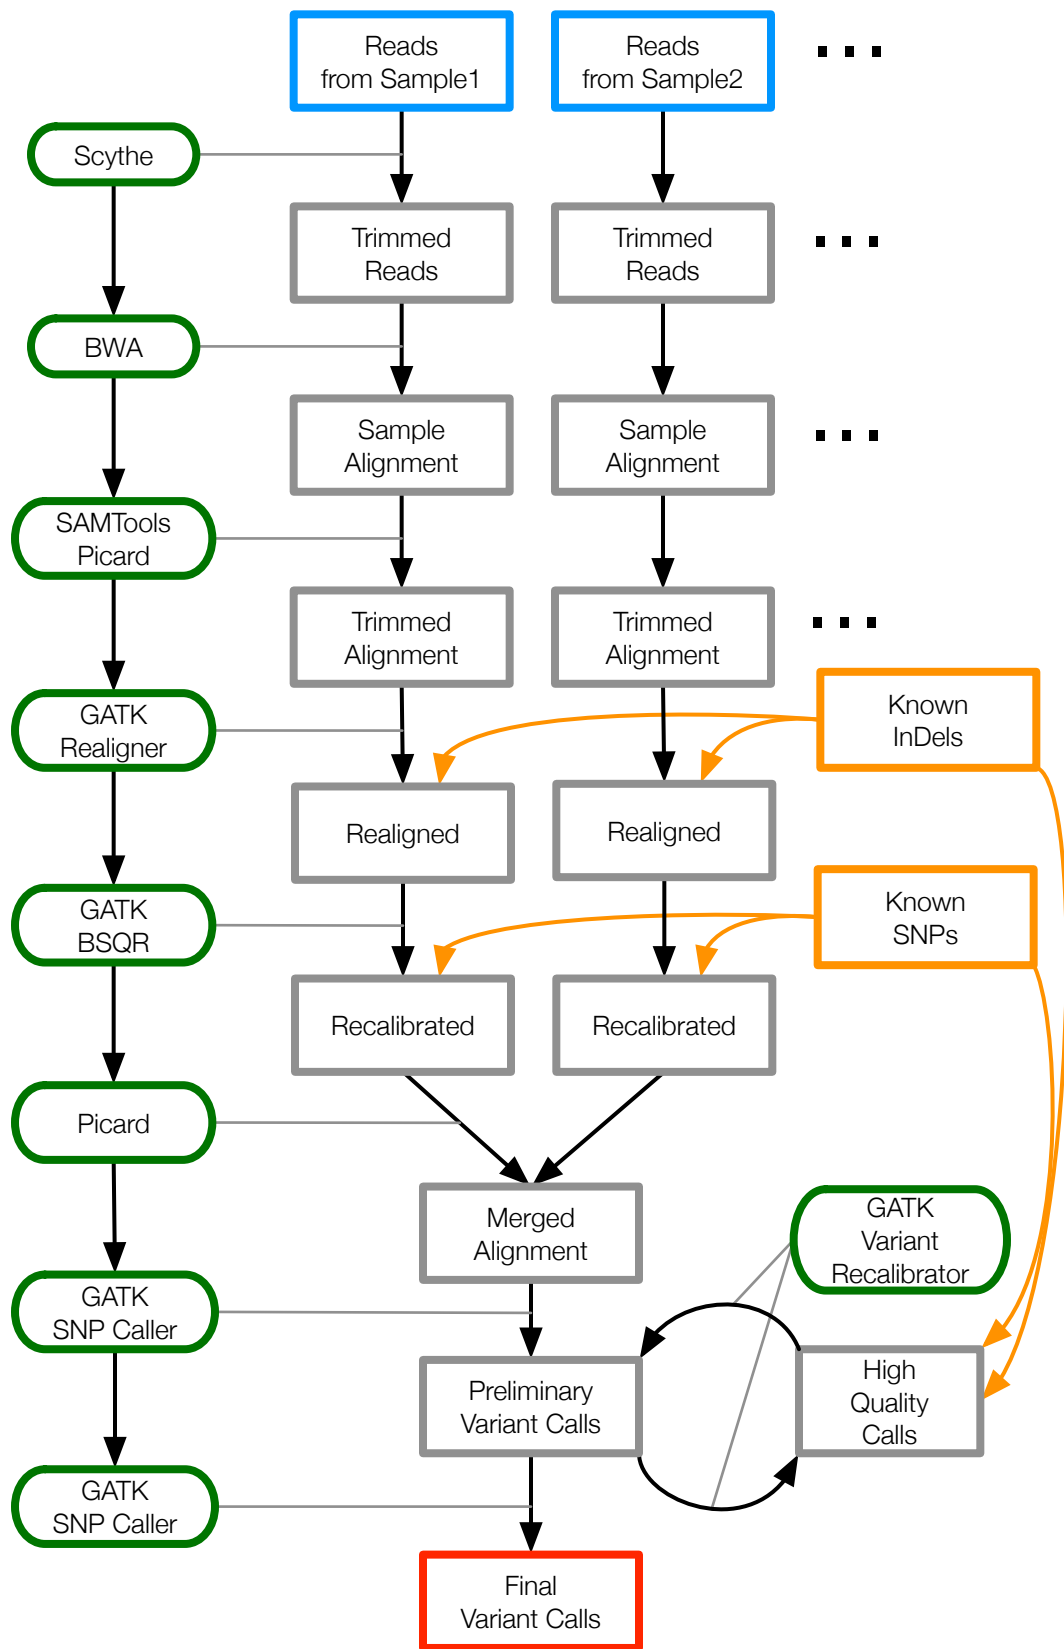 Reads
from Sample1
Reads
from Sample2
Scythe
Trimmed
Reads
Trimmed
Reads
BWA
Sample
Alignment
Sample
Alignment
SAMTools
Picard
Trimmed
Alignment
Trimmed
Alignment
GATK
Realigner
Known
InDels
Realigned
Realigned
GATK
BSQR
Known
SNPs
Recalibrated
Recalibrated
Picard
Merged
Alignment
GATK
Variant
Recalibrator
GATK
SNP Caller
Preliminary
Variant Calls
High
Quality
Calls
GATK
SNP Caller
Final
Variant Calls